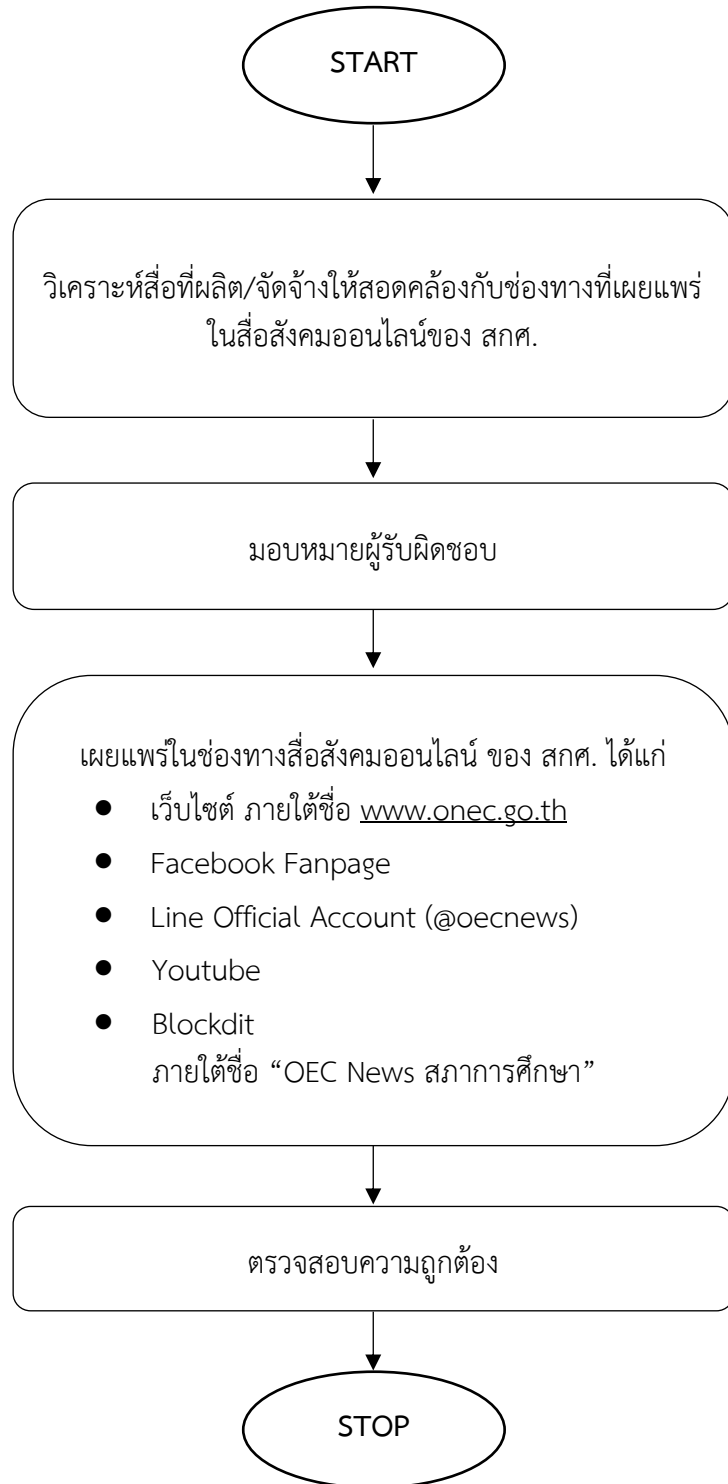 START
วิเคราะห์สื่อที่ผลิต/จัดจ้างให้สอดคล้องกับช่องทางที่เผยแพร่
ในสื่อสังคมออนไลน์ของ สกศ.
มอบหมายผู้รับผิดชอบ
เผยแพร่ในช่องทางสื่อสังคมออนไลน์ ของ สกศ. ได้แก่
● เว็บไซต์ ภายใต้ชื่อ www.onec.go.th
● Facebook Fanpage
● Line Official Account (@oecnews)
● Youtube
● Blockdit
ภายใต้ชื่อ “OEC News สภาการศึกษา”
ตรวจสอบความถูกต้อง
STOP